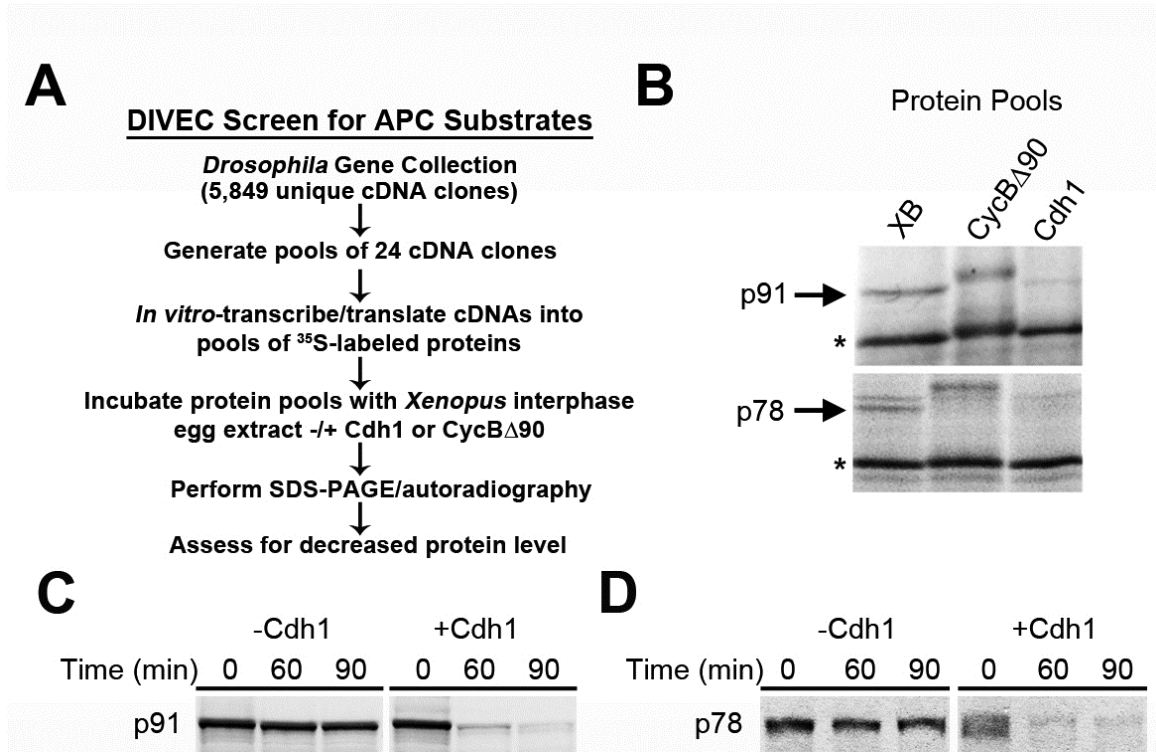 A
DIVEC Screen for APC Substrates
Drosophila Gene Collection
(5,849 unique cDNA clones)
Generate pools of 24 cDNA clones
In vitro-transcribe/translate cDNAs into
pools of ³⁵S-labeled proteins
Incubate protein pools with Xenopus interphase
egg extract -/+ Cdh1 or CycBΔ90
Perform SDS-PAGE/autoradiography
Assess for decreased protein level
B
Protein Pools
XB CycBΔ90 Cdh1
p91
*
p78
*
C
-Cdh1 +Cdh1
Time (min) 0 60 90 0 60 90
p91
D
-Cdh1 +Cdh1
Time (min) 0 60 90 0 60 90
p78